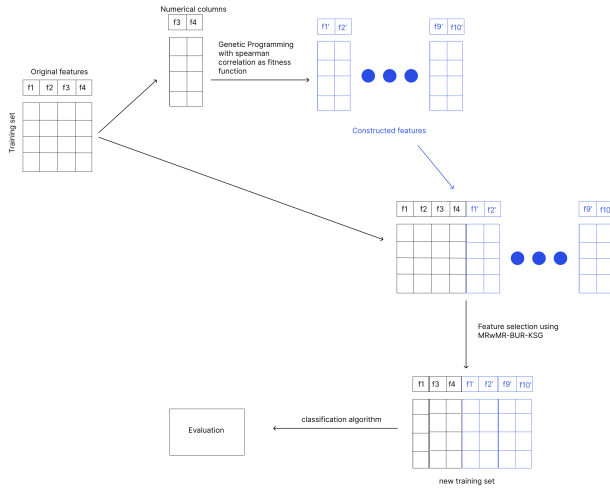 Numerical columns
f3 f4
f1' f2'
f9' f10'
Genetic Programming
with spearman
correlation as fitness
function
Original features
f1 f2 f3 f4
Training set
Constructed features
f1 f2 f3 f4 f1' f2'
f9' f10
Feature selection using
MRwMR-BUR-KSG
f1 f3 f4 f1' f2' f9' f10'
classification algorithm
Evaluation
new training set